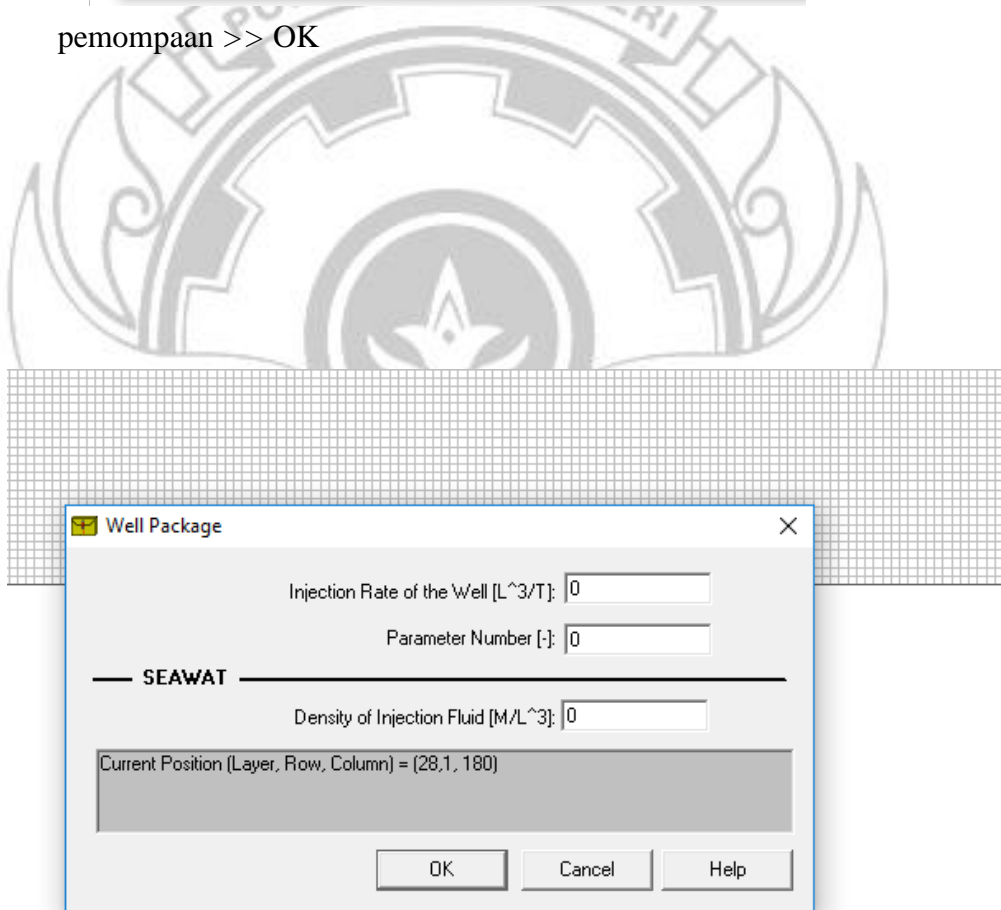 pemompaan >> OK
Well Package
Injection Rate of the Well [L^3/T]: 0
Parameter Number [-]: 0
SEAWAT
Density of Injection Fluid [M/L^3]: 0
Current Position (Layer, Row, Column) = (28,1, 180)
OK Cancel Help